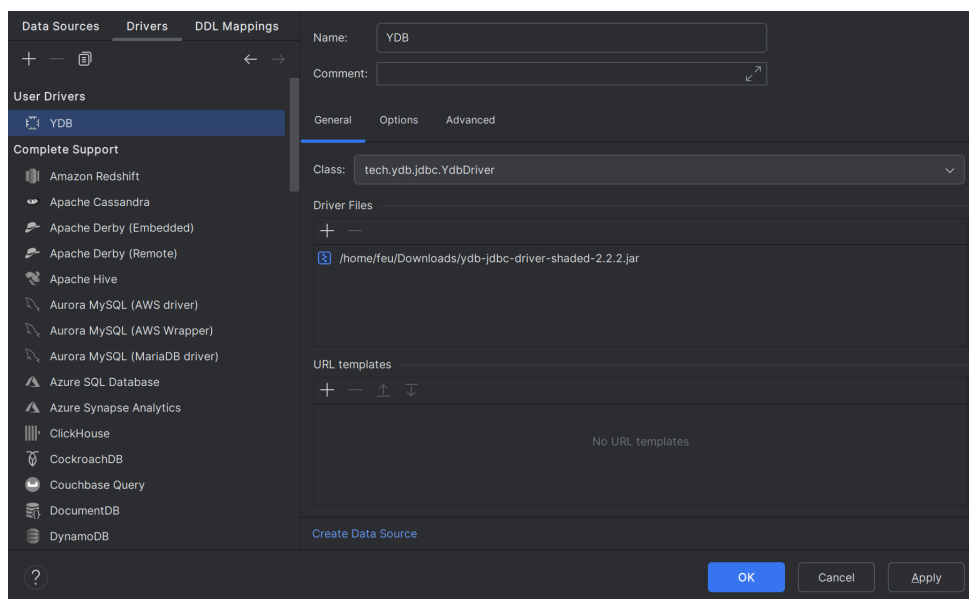 Data Sources Drivers DDL Mappings
User Drivers
YDB
Complete Support
Amazon Redshift
Apache Cassandra
Apache Derby (Embedded)
Apache Derby (Remote)
Apache Hive
Aurora MySQL (AWS driver)
Aurora MySQL (AWS Wrapper)
Aurora MySQL (MariaDB driver)
Azure SQL Database
Azure Synapse Analytics
ClickHouse
CockroachDB
Couchbase Query
DocumentDB
DynamoDB
Name: YDB
Comment:
General Options Advanced
Class: tech.ydb.jdbc.YdbDriver
Driver Files
/home/feu/Downloads/ydb-jdbc-driver-shaded-2.2.2.jar
URL templates
No URL templates
Create Data Source
? OK Cancel Apply